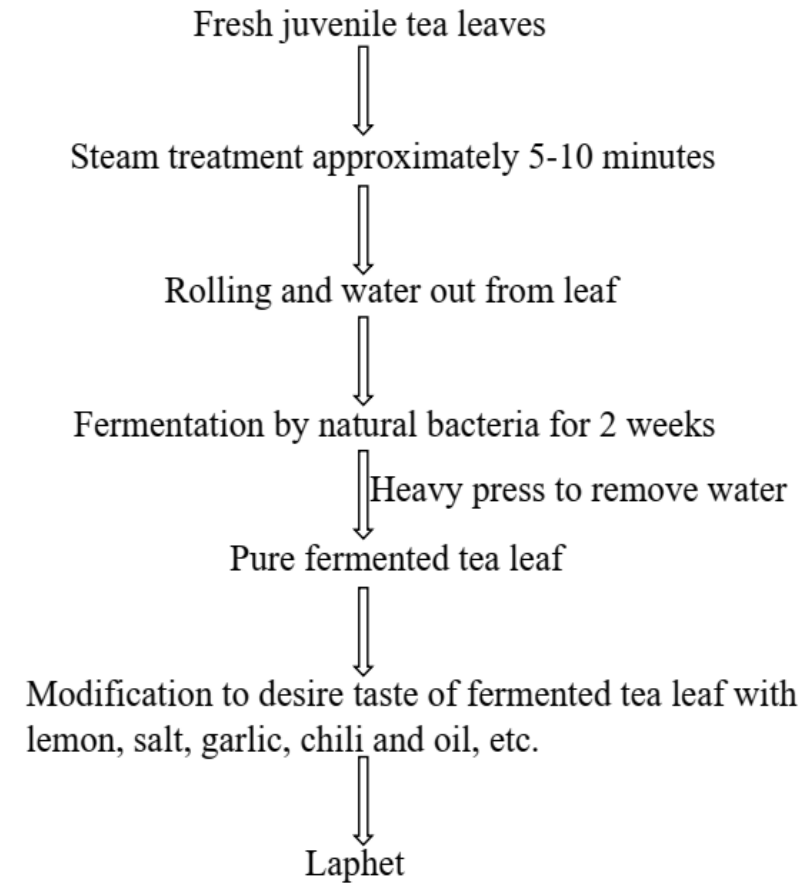 Fresh juvenile tea leaves
Steam treatment approximately 5-10 minutes
Rolling and water out from leaf
Fermentation by natural bacteria for 2 weeks
Heavy press to remove water
Pure fermented tea leaf
Modification to desire taste of fermented tea leaf with
lemon, salt, garlic, chili and oil, etc.
Laphet